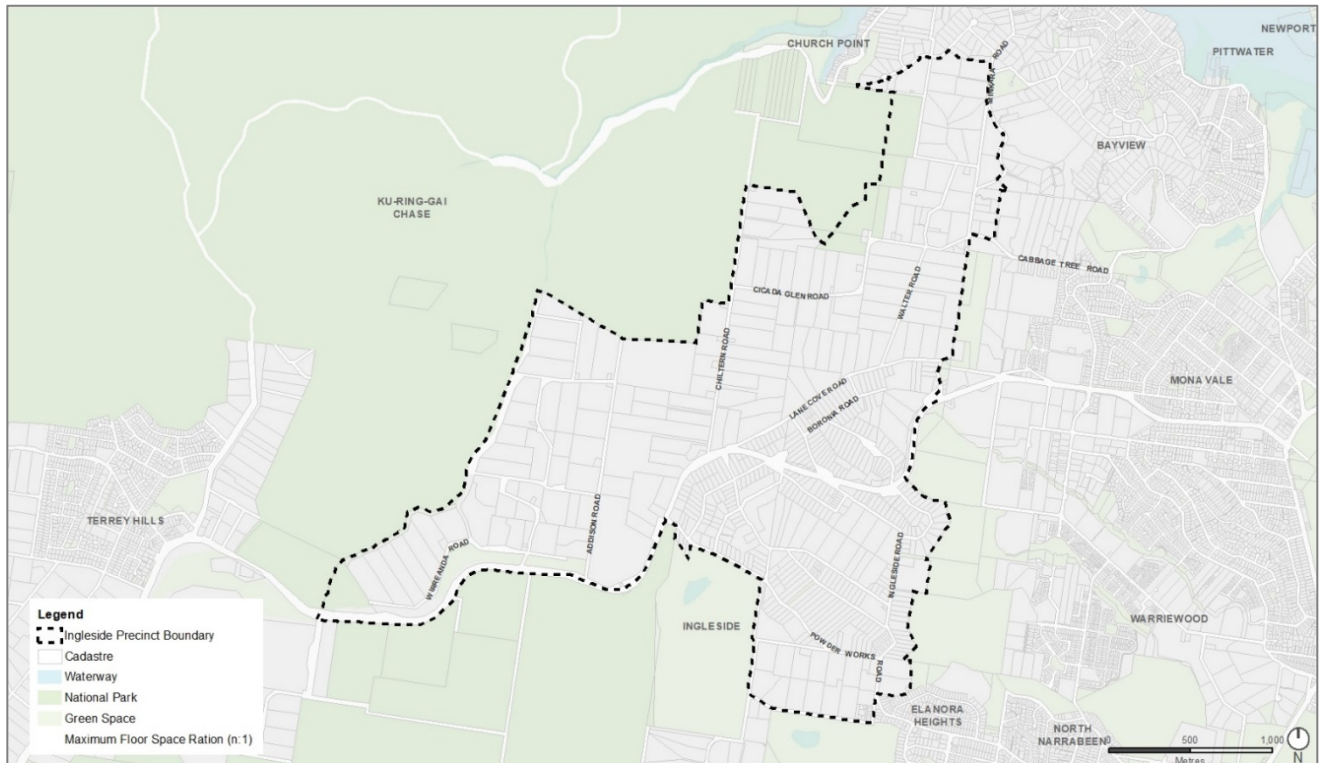 NEWPORT
CHURCH POINT
PITTWATER
MINKARA ROAD
BAYVIEW
KU-RING-GAI
CHASE
CABBAGE TREE ROAD
CICADA GLEN ROAD
WALTER ROAD
CHILTERN ROAD
MONA VALE
LANE COVE ROAD
BORONIA ROAD
TERREY HILLS
ADDISON ROAD
WIRREANDA ROAD
INGLESIDE ROAD
INGLESIDE
WARRIEWOOD
POWDER WORKS ROAD
ELANORA
HEIGHTS
NORTH
NARRABEEN
Legend
Ingleside Precinct Boundary
Cadastre
Waterway
National Park
Green Space
Maximum Floor Space Ration (n:1)
0 500 1,000
Metres
N